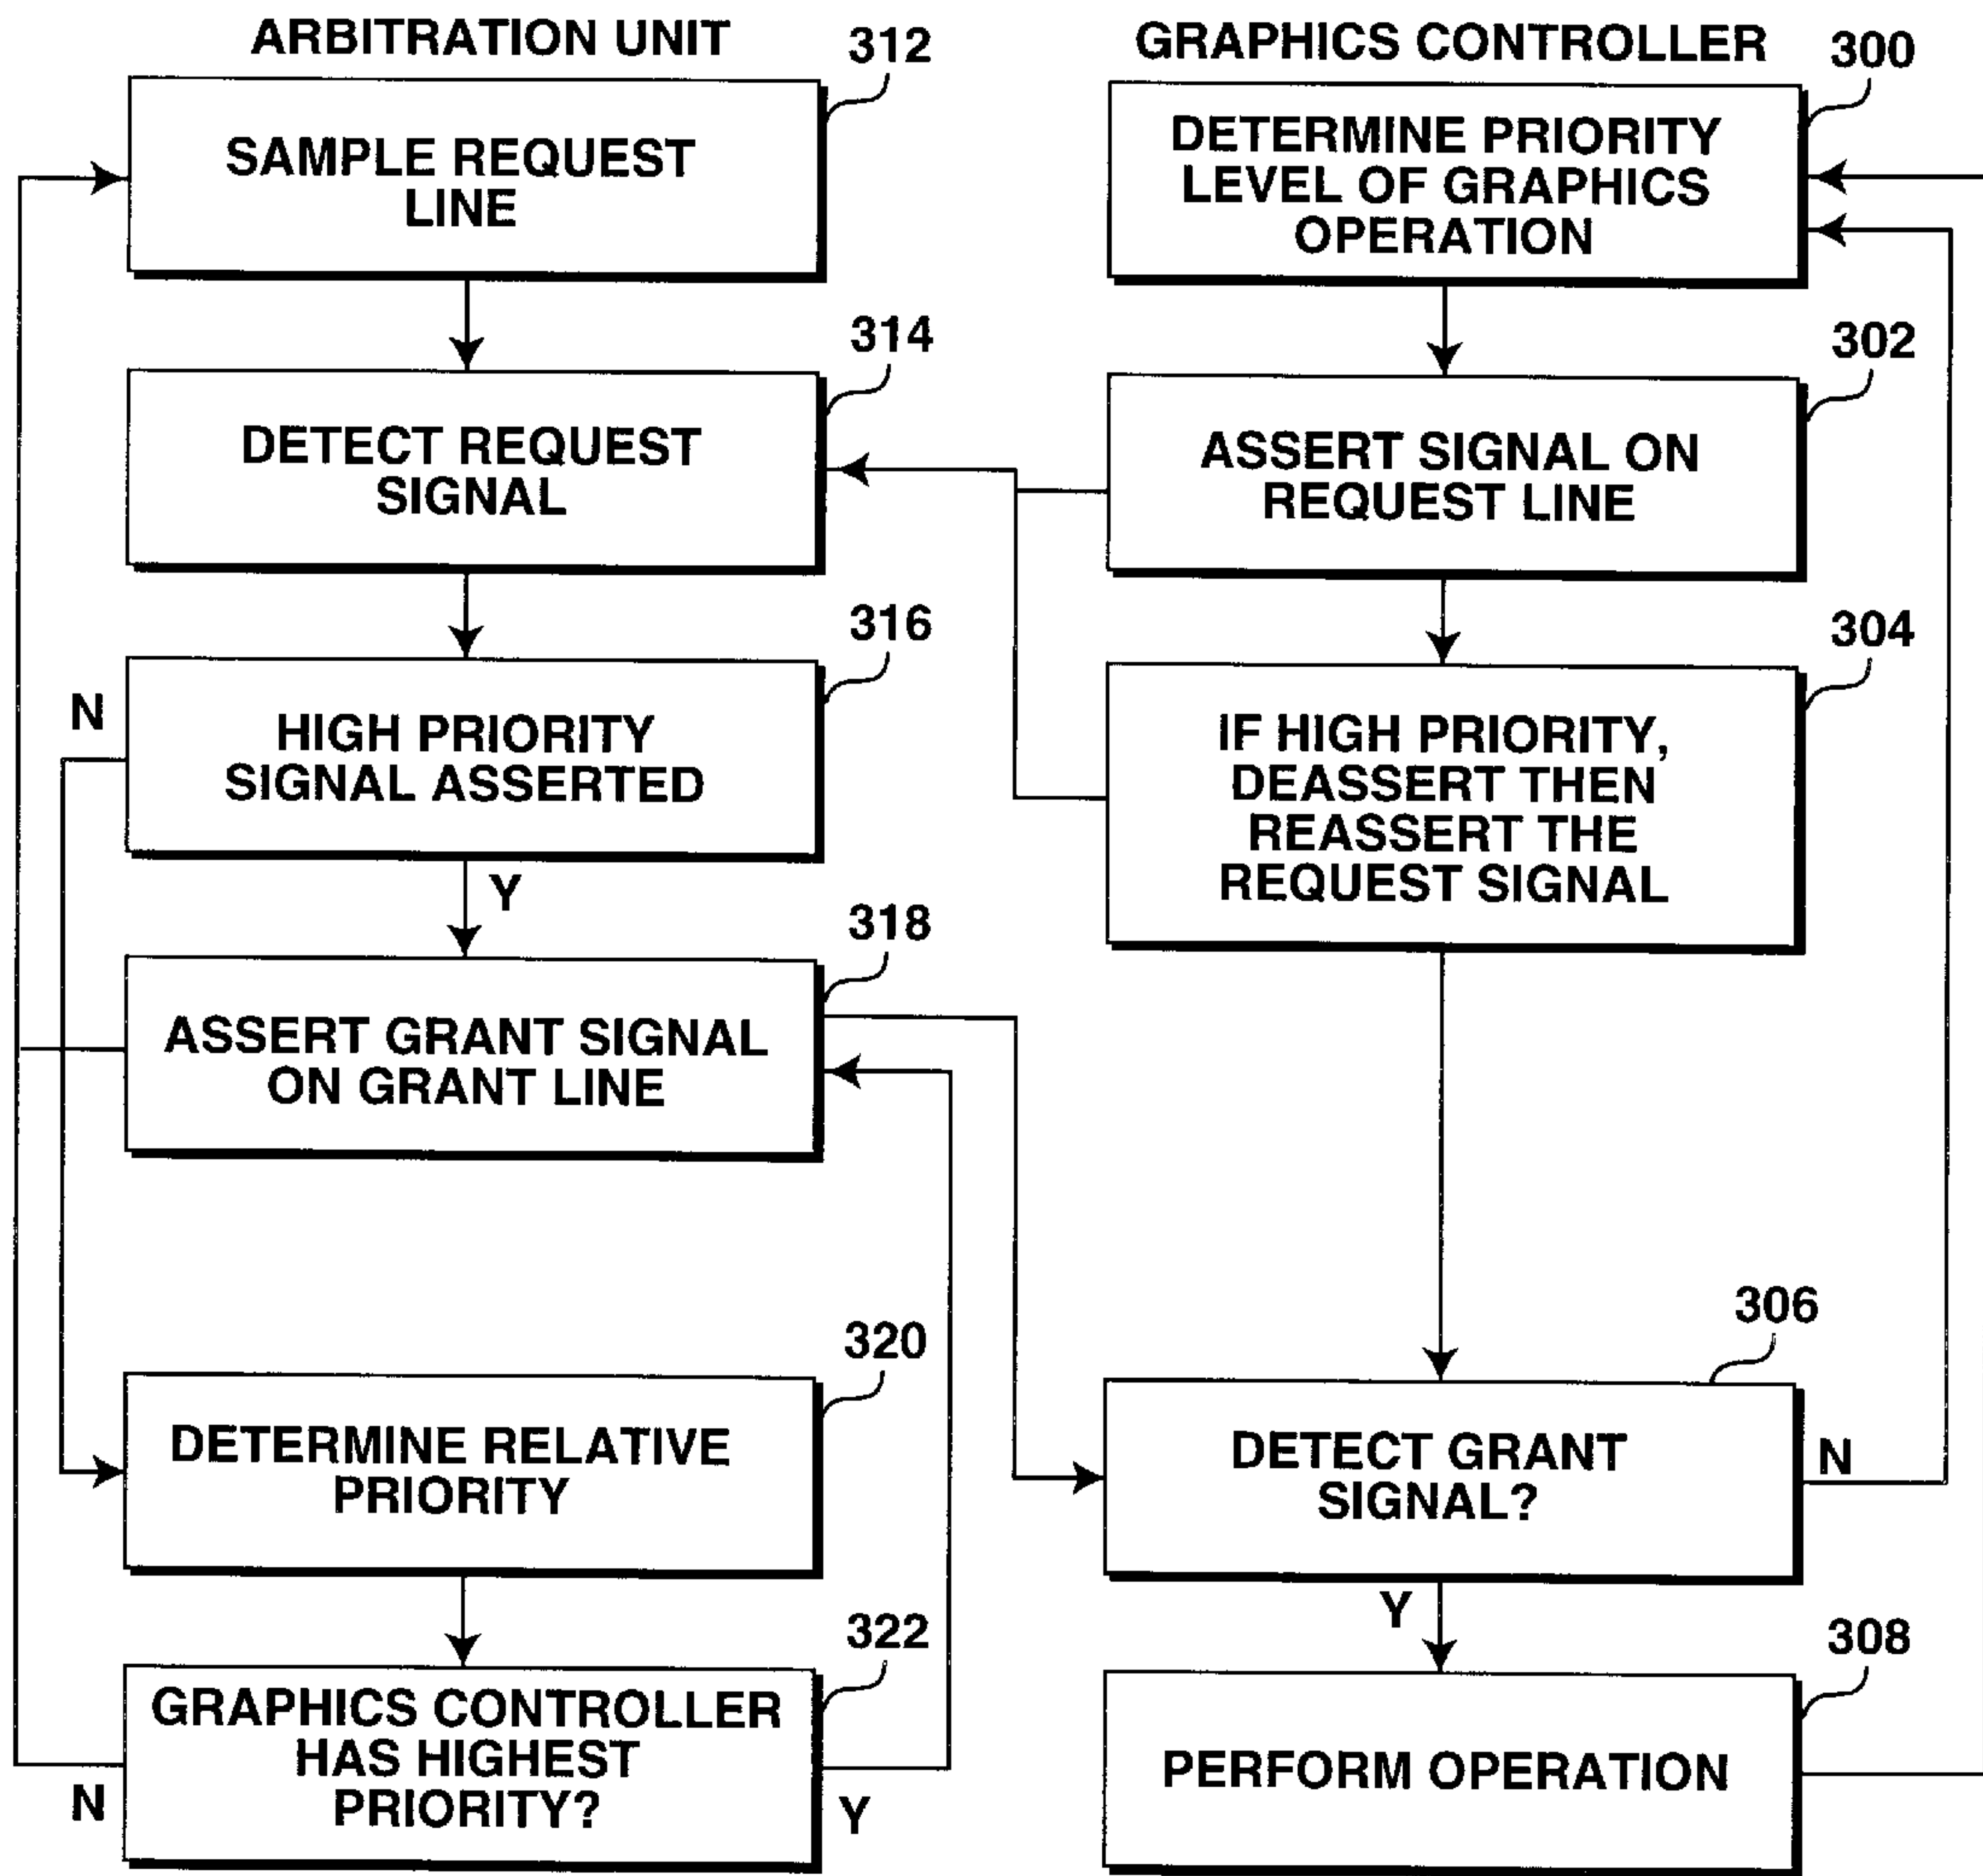 ARBITRATION UNIT
312
SAMPLE REQUEST
LINE
314
DETECT REQUEST
SIGNAL
316
N
HIGH PRIORITY
SIGNAL ASSERTED
Y
318
ASSERT GRANT SIGNAL
ON GRANT LINE
320
DETERMINE RELATIVE
PRIORITY
322
GRAPHICS CONTROLLER
HAS HIGHEST
PRIORITY?
N
Y
GRAPHICS CONTROLLER
300
DETERMINE PRIORITY
LEVEL OF GRAPHICS
OPERATION
302
ASSERT SIGNAL ON
REQUEST LINE
304
IF HIGH PRIORITY,
DEASSERT THEN
REASSERT THE
REQUEST SIGNAL
306
DETECT GRANT
SIGNAL?
N
Y
308
PERFORM OPERATION